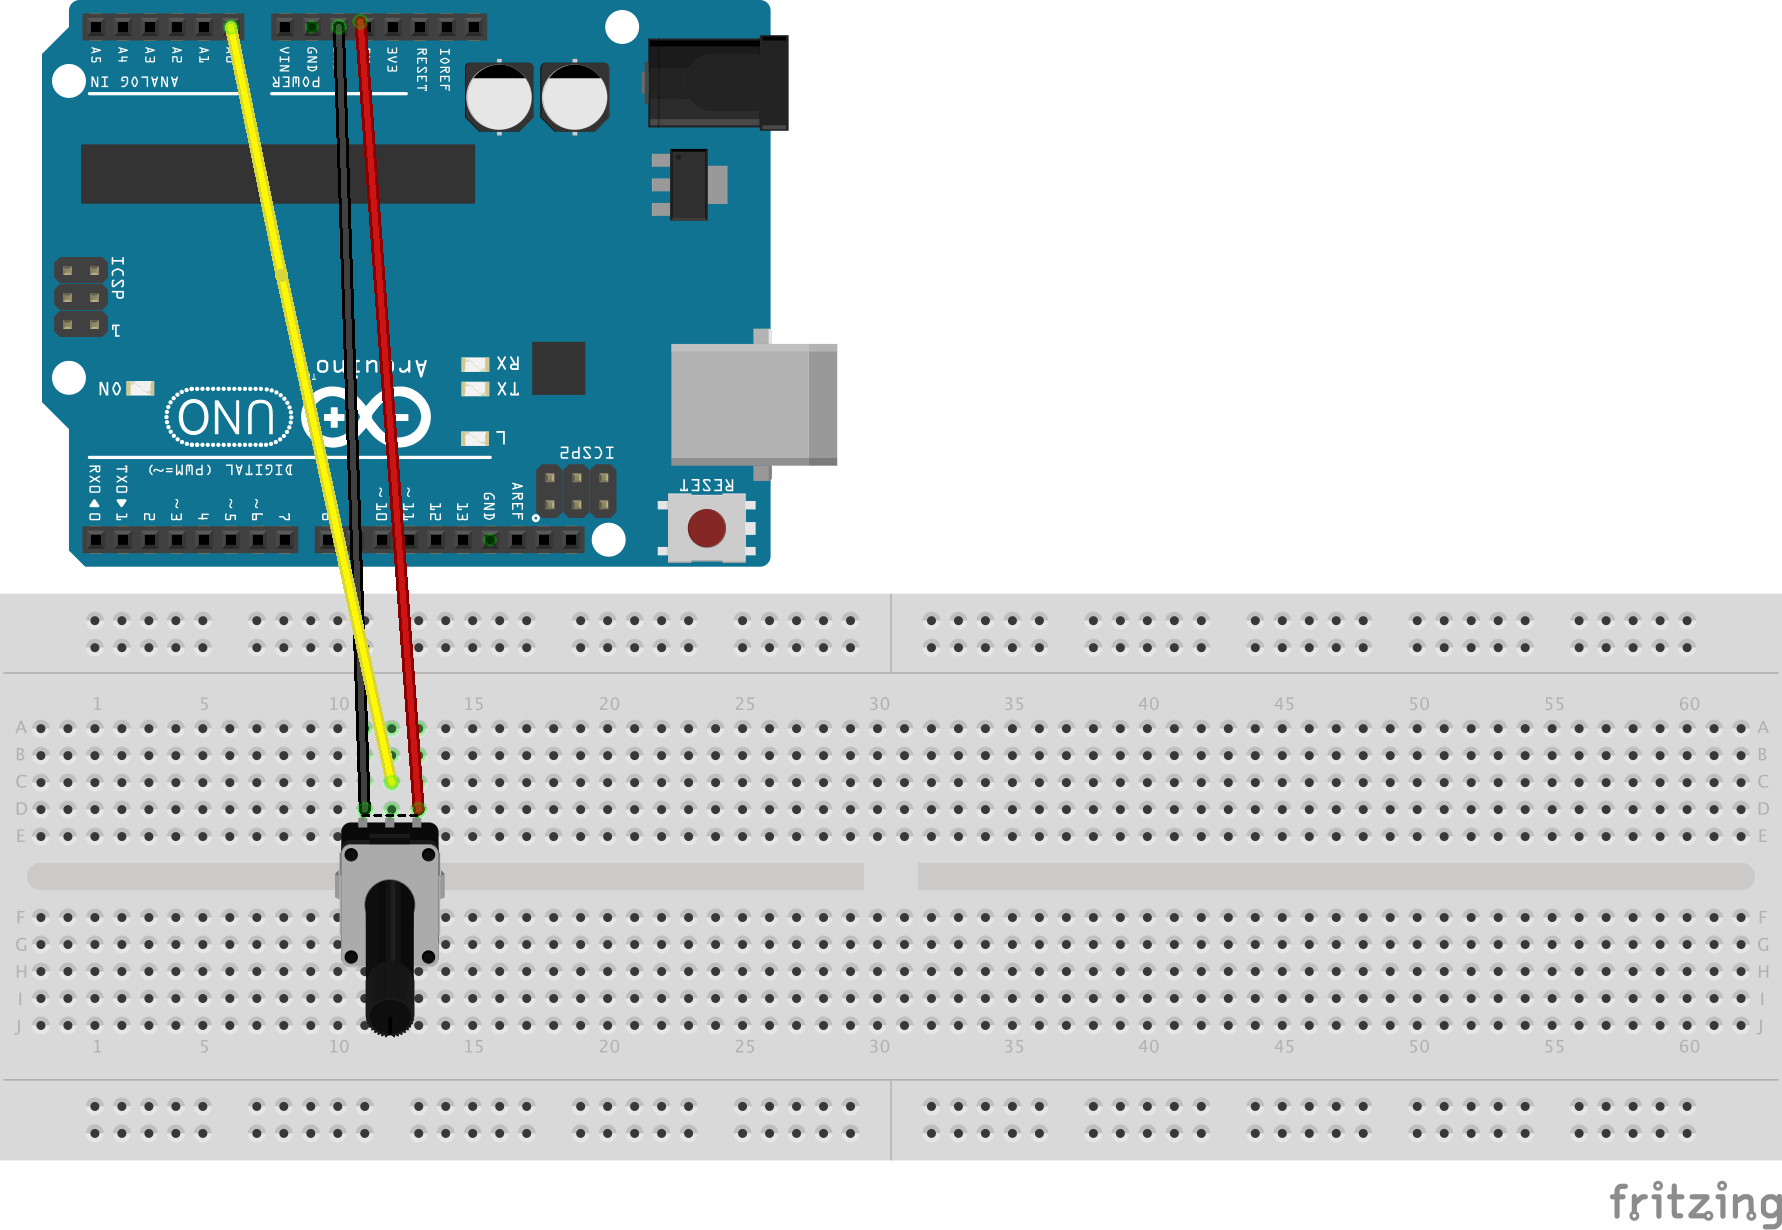 A5 A4 A3 A2 A1 A0 VIN GND 3V3 RESET IOREF
ANALOG IN POWER
ICSP
1
Arduino
RX
TX
ON
UNO
L
ICSP2
RX0 TX0 DIGITAL (PWM=~)
RESET
0 1 2 ~3 4 ~5 ~6 7 8 ~10 ~11 12 13 GND AREF
1 5 10 15 20 25 30 35 40 45 50 55 60
A A
B B
C C
D D
E E
F F
G G
H H
I I
J J
1 5 10 15 20 25 30 35 40 45 50 55 60
fritzing